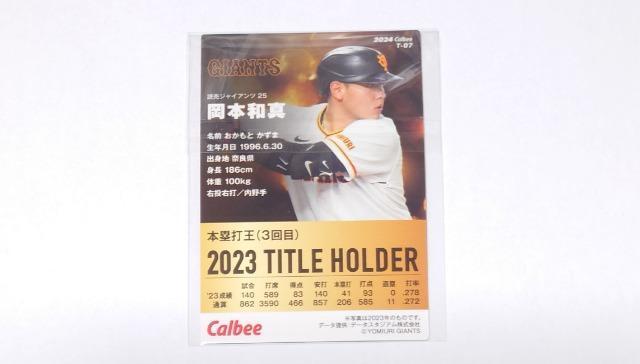 2024 Calbee
T-07
GIANTS
読売ジャイアンツ 25
岡本和真
名前 おかもと かずま
生年月日 1996.6.30
出身地 奈良県
身長 186cm
体重 100kg
右投右打/内野手
本塁打王(3回目)
2023 TITLE HOLDER
試合 打席 得点 安打 本塁打 打点 盗塁 打率
'23成績 140 589 83 140 41 93 0 .278
通算 862 3590 466 857 206 585 11 .272
Calbee
※写真は2023年のものです。
データ提供 データスタジアム株式会社
©YOMIURI GIANTS